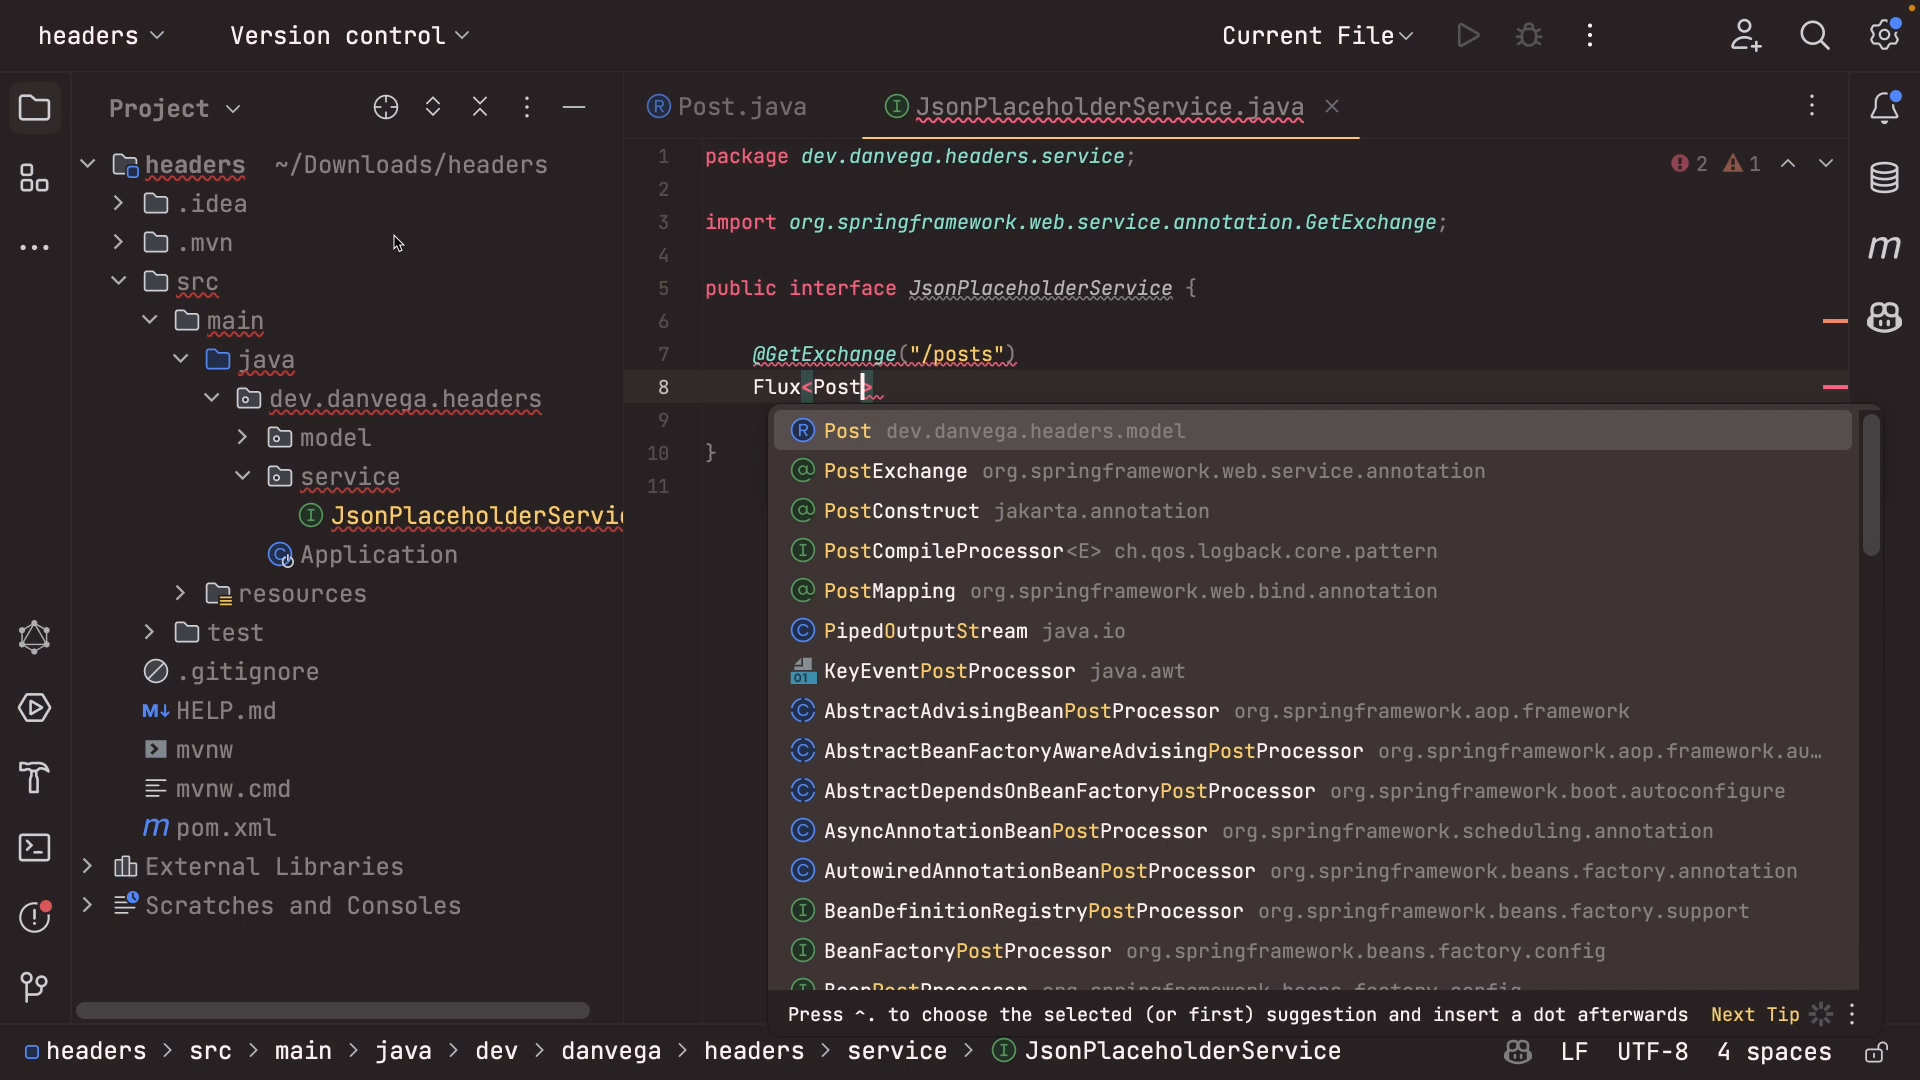 headers
Version control
Current File
Project
Post.java
JsonPlaceholderService.java
headers ~/Downloads/headers
.idea
.mvn
src
main
java
dev.danvega.headers
model
service
JsonPlaceholderServi
Application
resources
test
.gitignore
HELP.md
mvnw
mvnw.cmd
pom.xml
External Libraries
Scratches and Consoles
1 package dev.danvega.headers.service;
2
3 import org.springframework.web.service.annotation.GetExchange;
4
5 public interface JsonPlaceholderService {
6
7 @GetExchange("/posts")
8 Flux<Post>
9
10 }
11
2 1
Post dev.danvega.headers.model
PostExchange org.springframework.web.service.annotation
PostConstruct jakarta.annotation
PostCompileProcessor<E> ch.qos.logback.core.pattern
PostMapping org.springframework.web.bind.annotation
PipedOutputStream java.io
KeyEventPostProcessor java.awt
AbstractAdvisingBeanPostProcessor org.springframework.aop.framework
AbstractBeanFactoryAwareAdvisingPostProcessor org.springframework.aop.framework.au…
AbstractDependsOnBeanFactoryPostProcessor org.springframework.boot.autoconfigure
AsyncAnnotationBeanPostProcessor org.springframework.scheduling.annotation
AutowiredAnnotationBeanPostProcessor org.springframework.beans.factory.annotation
BeanDefinitionRegistryPostProcessor org.springframework.beans.factory.support
BeanFactoryPostProcessor org.springframework.beans.factory.config
BeanPostProcessor org.springframework.beans.factory.config
Press ^. to choose the selected (or first) suggestion and insert a dot afterwards Next Tip
headers > src > main > java > dev > danvega > headers > service > JsonPlaceholderService
LF UTF-8 4 spaces